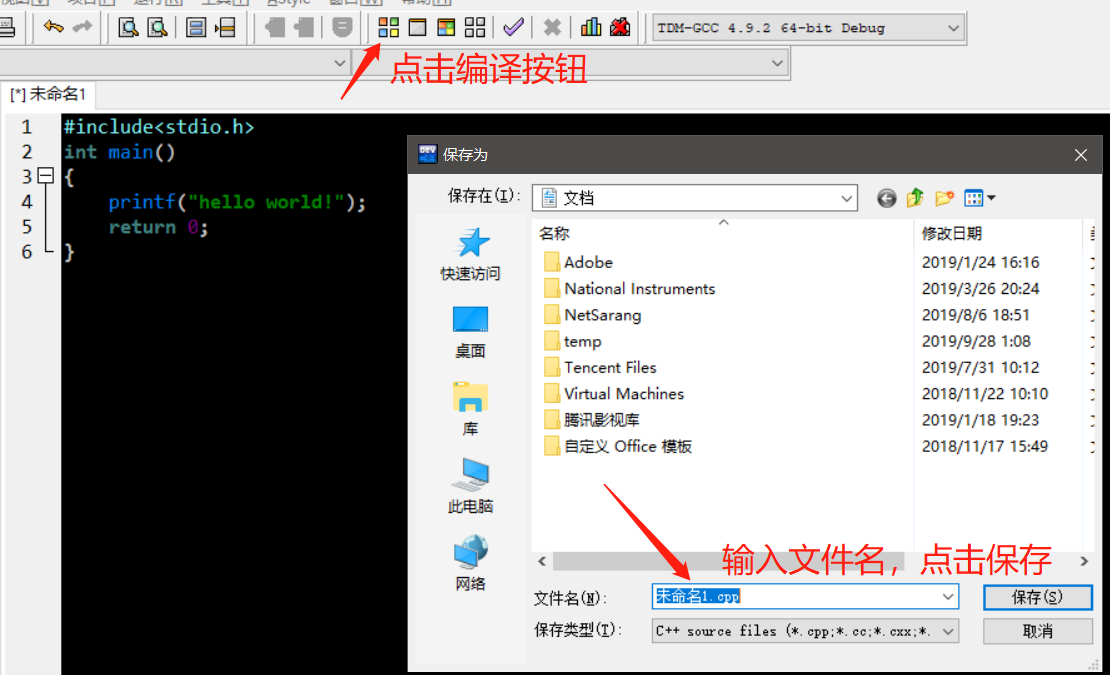 TDM-GCC 4.9.2 64-bit Debug
点击编译按钮
[*] 未命名1
1 #include<stdio.h>
2 int main()
3 {
4 printf("hello world!");
5 return 0;
6 }
保存为
保存在(I):
文档
快速访问
桌面
库
此电脑
网络
名称 修改日期
Adobe 2019/1/24 16:16
National Instruments 2019/3/26 20:24
NetSarang 2019/8/6 18:51
temp 2019/9/28 1:08
Tencent Files 2019/7/31 10:12
Virtual Machines 2018/11/22 10:10
腾讯影视库 2019/1/18 19:23
自定义 Office 模板 2018/11/17 15:49
输入文件名，点击保存
文件名(N): 未命名1.cpp 保存(S)
保存类型(T): C++ source files (*.cpp;*.cc;*.cxx;*. 取消